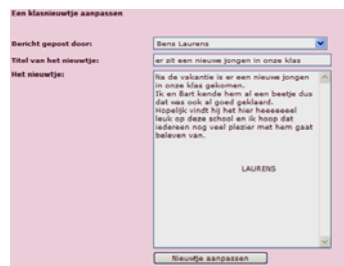 Een klasnieuwtje aanpassen
Bericht gepost door: Bens Laurens
Titel van het nieuwtje: er zit een nieuwe jongen in onze klas
Het nieuwtje: Na de vakantie is er een nieuwe jongen
in onze klas gekomen.
Ik en Bart kende hem al een beetje dus
dat was ook al goed geklaard.
Hopelijk vindt hij het hier heeeeeeel
leuk op deze school en ik hoop dat
iedereen nog veel plezier met hem gaat
beleven van.
LAURENS
Nieuwtje aanpassen